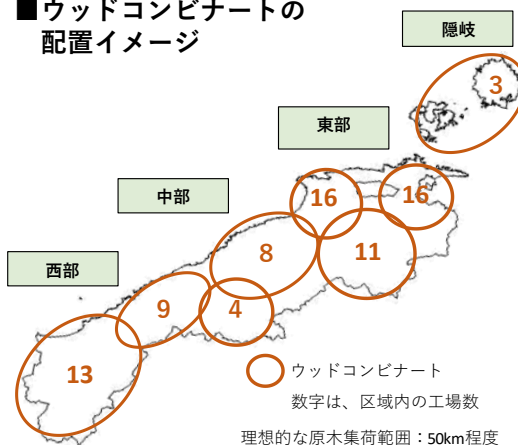 ■ウッドコンビナートの
配置イメージ
隠岐
3
東部
16
16
中部
8
11
西部
9
4
13
ウッドコンビナート
数字は、区域内の工場数
理想的な原木集荷範囲：50km程度